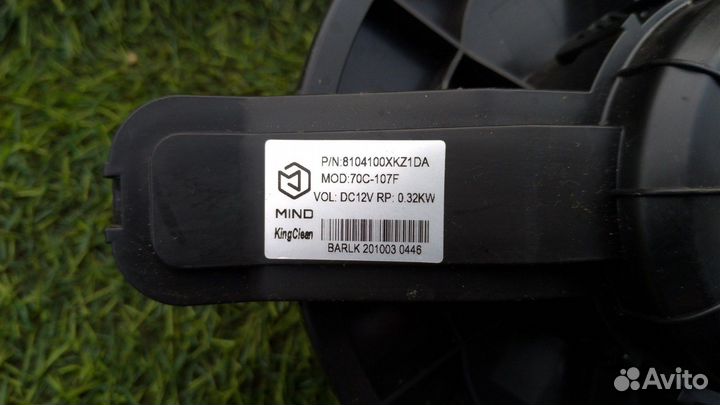 P/N:8104100XKZ1DA
MOD:70C-107F
VOL: DC12V RP: 0.32KW
MIND
KingClean
BARLK 201003 0446
Avito